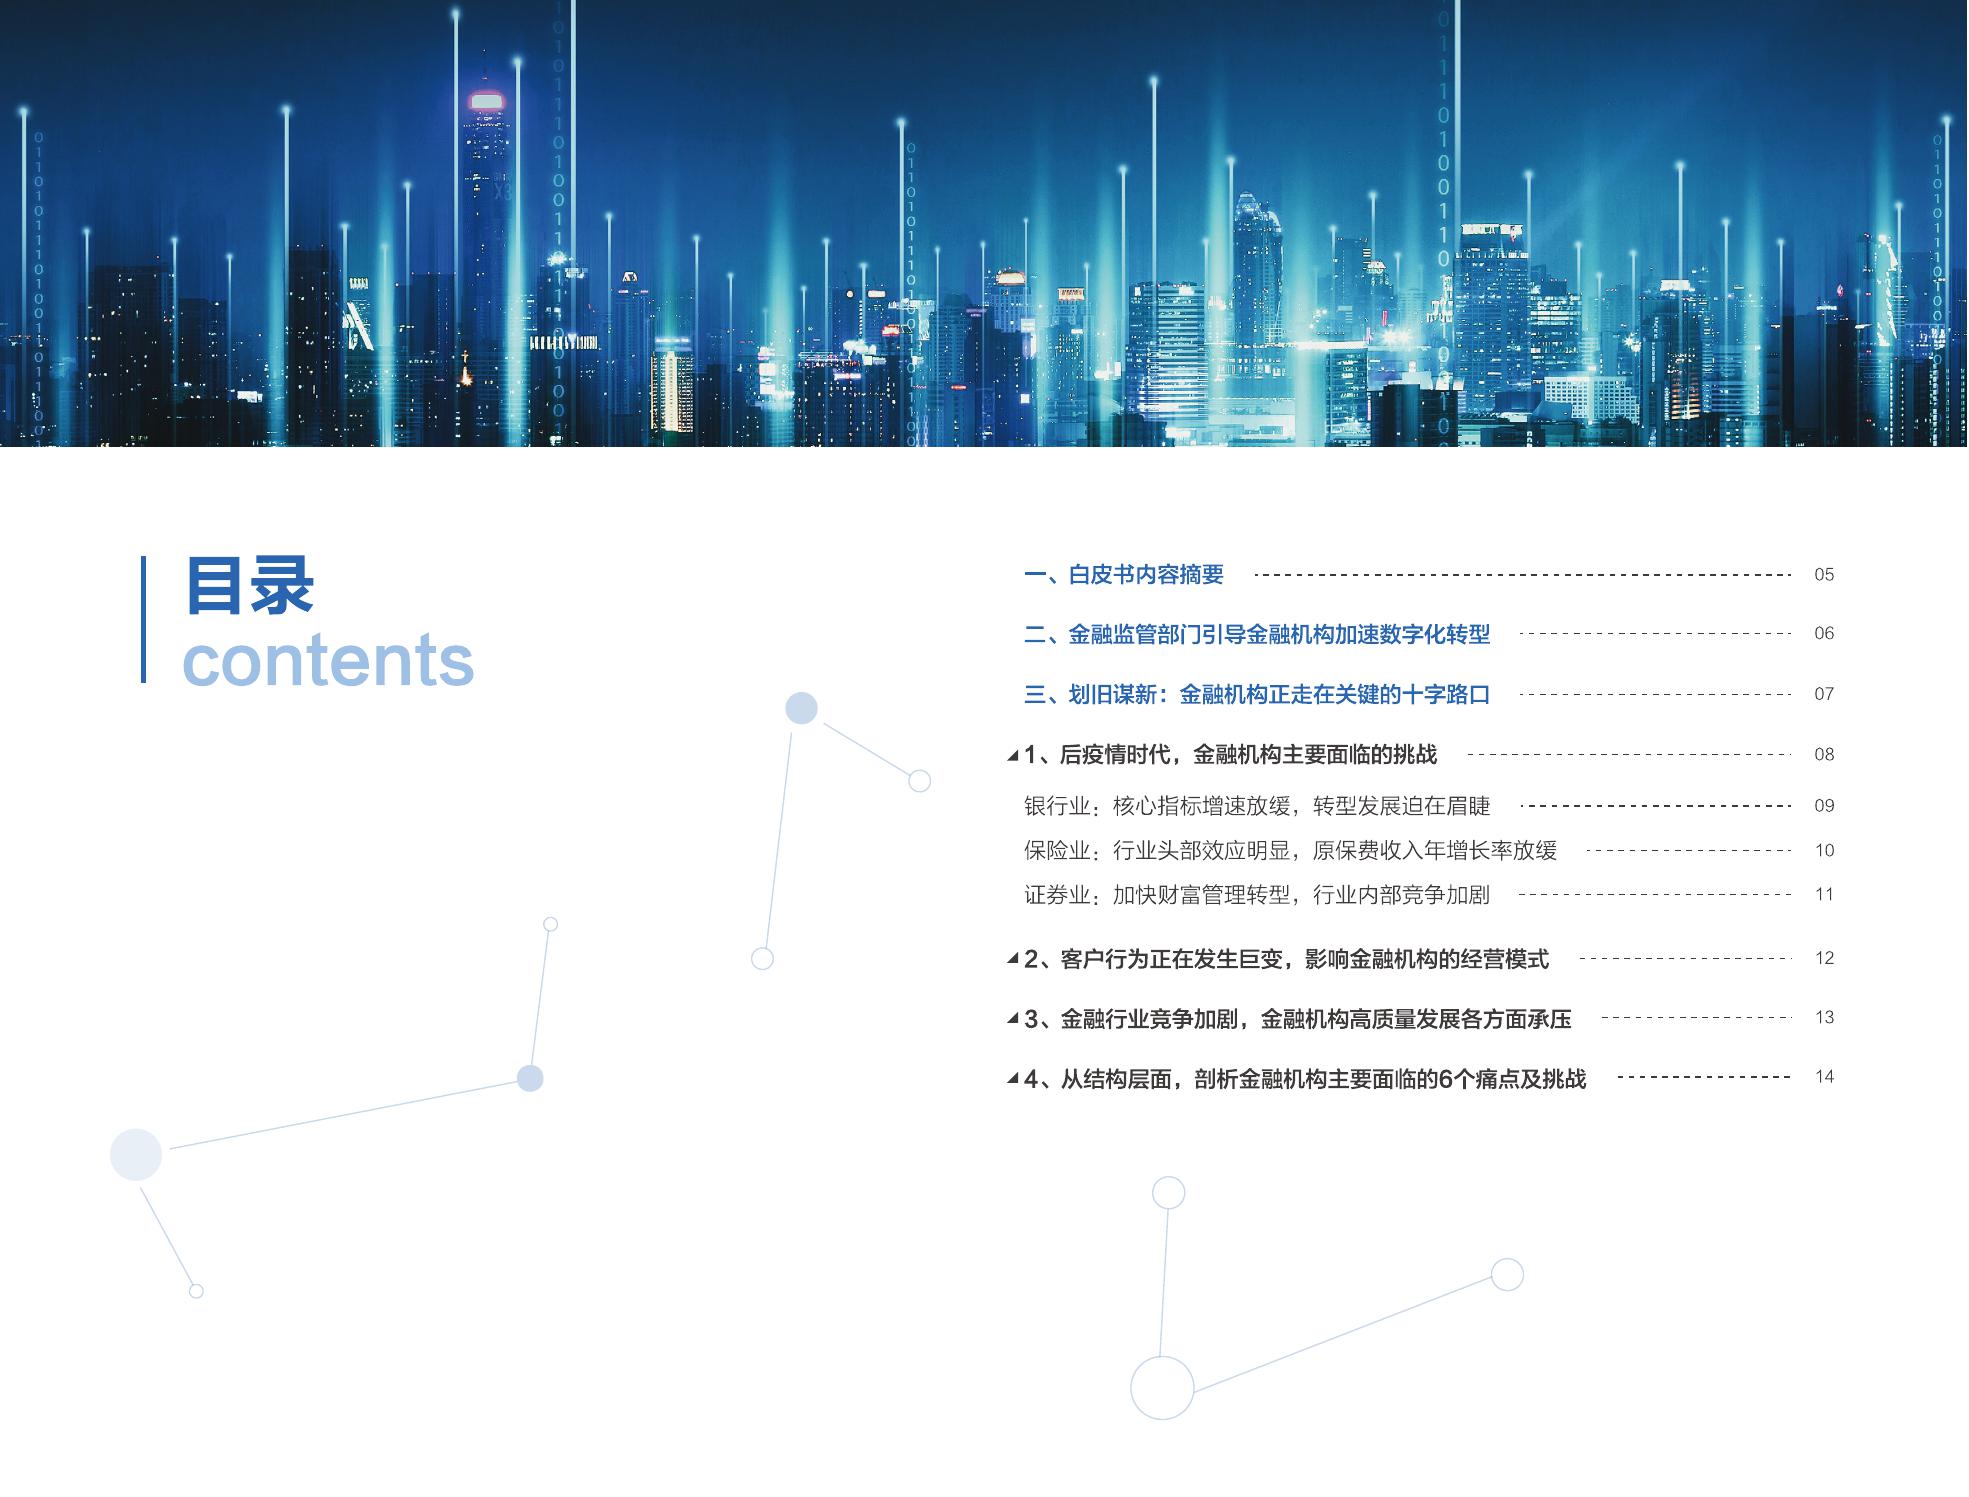 目录
contents
一、白皮书内容摘要 05
二、金融监管部门引导金融机构加速数字化转型 06
三、划旧谋新：金融机构正走在关键的十字路口 07
1、后疫情时代，金融机构主要面临的挑战 08
银行业：核心指标增速放缓，转型发展迫在眉睫 09
保险业：行业头部效应明显，原保费收入年增长率放缓 10
证券业：加快财富管理转型，行业内部竞争加剧 11
2、客户行为正在发生巨变，影响金融机构的经营模式 12
3、金融行业竞争加剧，金融机构高质量发展各方面承压 13
4、从结构层面，剖析金融机构主要面临的6个痛点及挑战 14